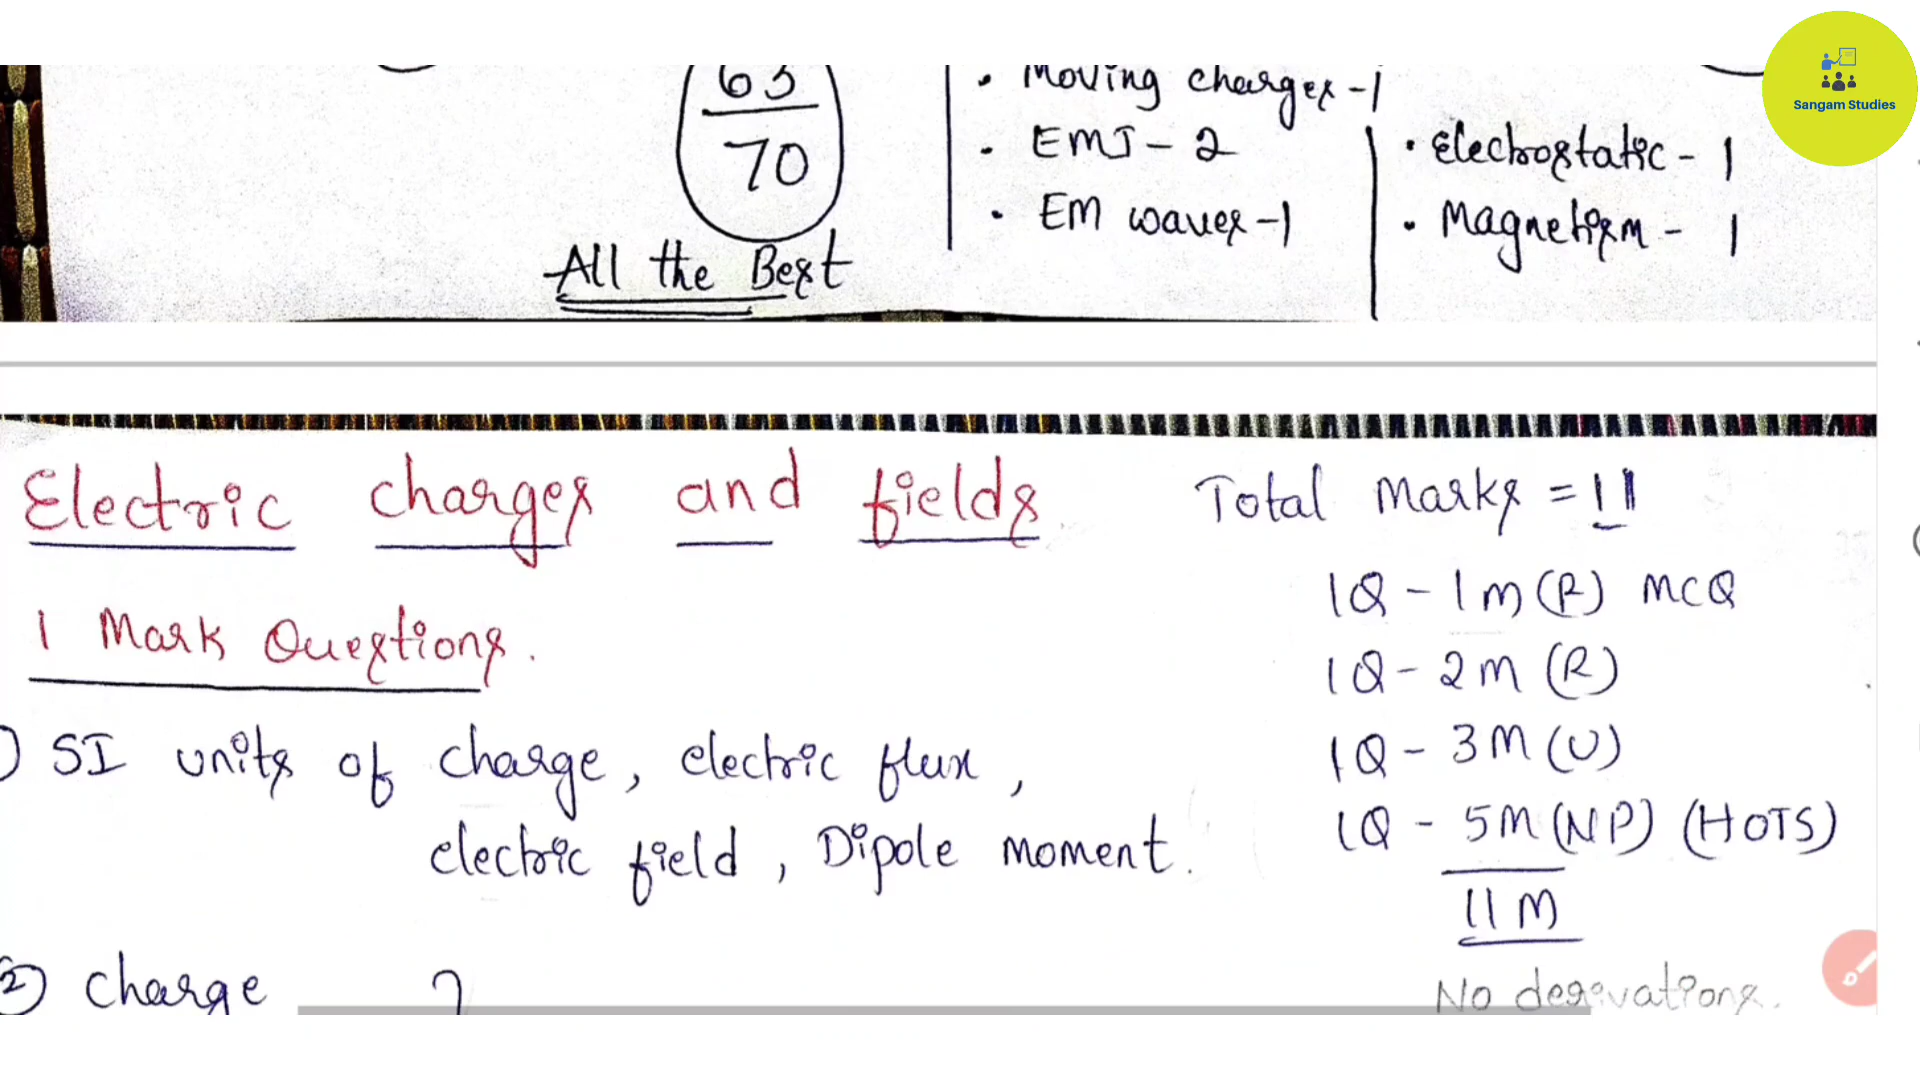 63
70
All the Best
• Moving charges - 1
• EMI - 2
• EM waves - 1
• Electrostatic - 1
• Magnetism - 1
Sangam Studies
Electric charges and fields
Total Marks = 11
1 Mark Questions.
1Q - 1m (R) MCQ
1Q - 2m (R)
1Q - 3m (U)
1Q - 5m (NP) (HOTS)
11 m
No derivations.
) SI units of charge, electric flux,
electric field, Dipole moment.
2) charge